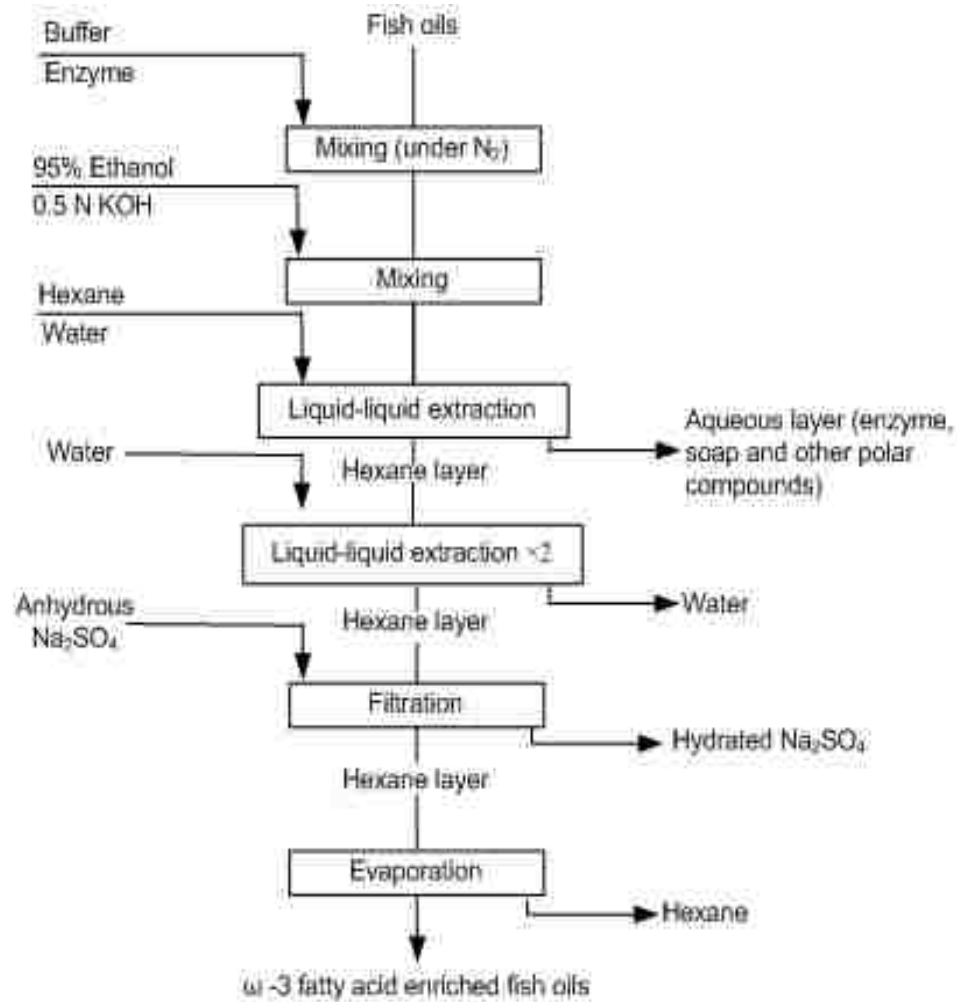 Fish oils
Buffer
Enzyme
Mixing (under N₂)
95% Ethanol
0.5 N KOH
Mixing
Hexane
Water
Liquid-liquid extraction
Aqueous layer (enzyme,
soap and other polar
compounds)
Water
Hexane layer
Liquid-liquid extraction ×2
Water
Anhydrous
Na₂SO₄
Hexane layer
Filtration
Hydrated Na₂SO₄
Hexane layer
Evaporation
Hexane
ω -3 fatty acid enriched fish oils